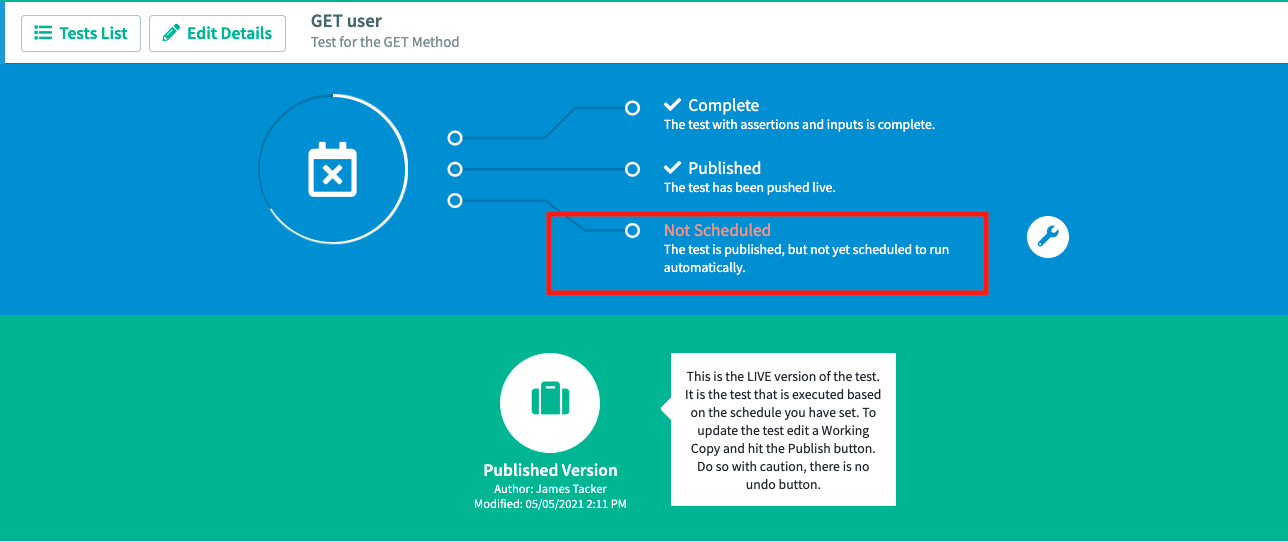 Tests List
Edit Details
GET user
Test for the GET Method
Complete
The test with assertions and inputs is complete.
Published
The test has been pushed live.
Not Scheduled
The test is published, but not yet scheduled to run
automatically.
Published Version
Author: James Tacker
Modified: 05/05/2021 2:11 PM
This is the LIVE version of the test.
It is the test that is executed based
on the schedule you have set. To
update the test edit a Working
Copy and hit the Publish button.
Do so with caution, there is no
undo button.